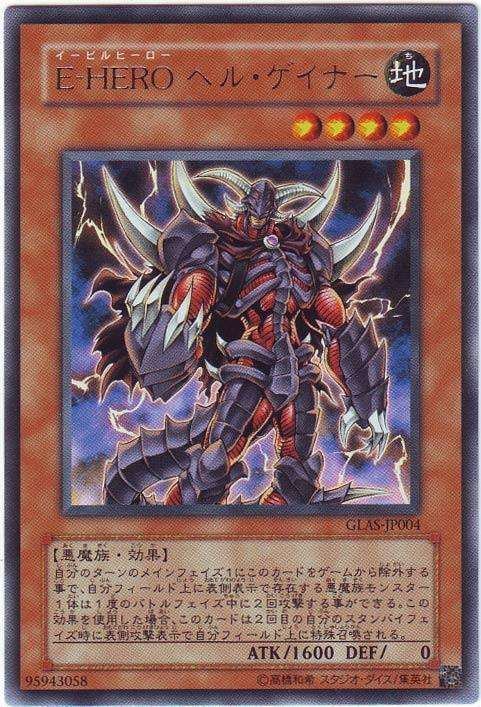 イービルヒーロー
E-HERO ヘル・ゲイナー
ち
地
GLAS-JP004
【悪魔族・効果】
自分のターンのメインフェイズ1にこのカードをゲームから除外する
事で、自分フィールド上に表側表示で存在する悪魔族モンスター
1体は1度のバトルフェイズ中に2回攻撃する事ができる。この
効果を使用した場合、このカードは2回目の自分のスタンバイフ
ェイズ時に表側攻撃表示で自分フィールド上に特殊召喚される。
ATK/1600 DEF/ 0
95943058
©高橋和希 スタジオ・ダイス/集英社